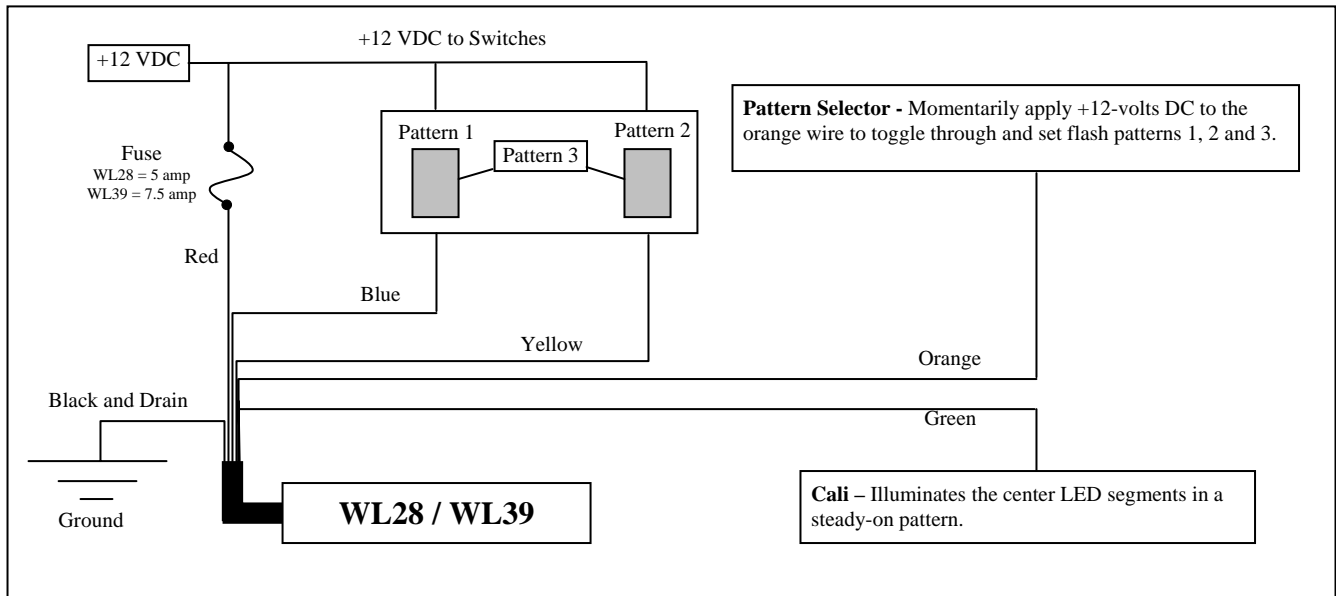 +12 VDC to Switches
+12 VDC
Pattern Selector - Momentarily apply +12-volts DC to the
orange wire to toggle through and set flash patterns 1, 2 and 3.
Pattern 1
Pattern 2
Pattern 3
Fuse
WL28 = 5 amp
WL39 = 7.5 amp
Red
Blue
Yellow
Orange
Black and Drain
Green
Cali – Illuminates the center LED segments in a
steady-on pattern.
WL28 / WL39
Ground